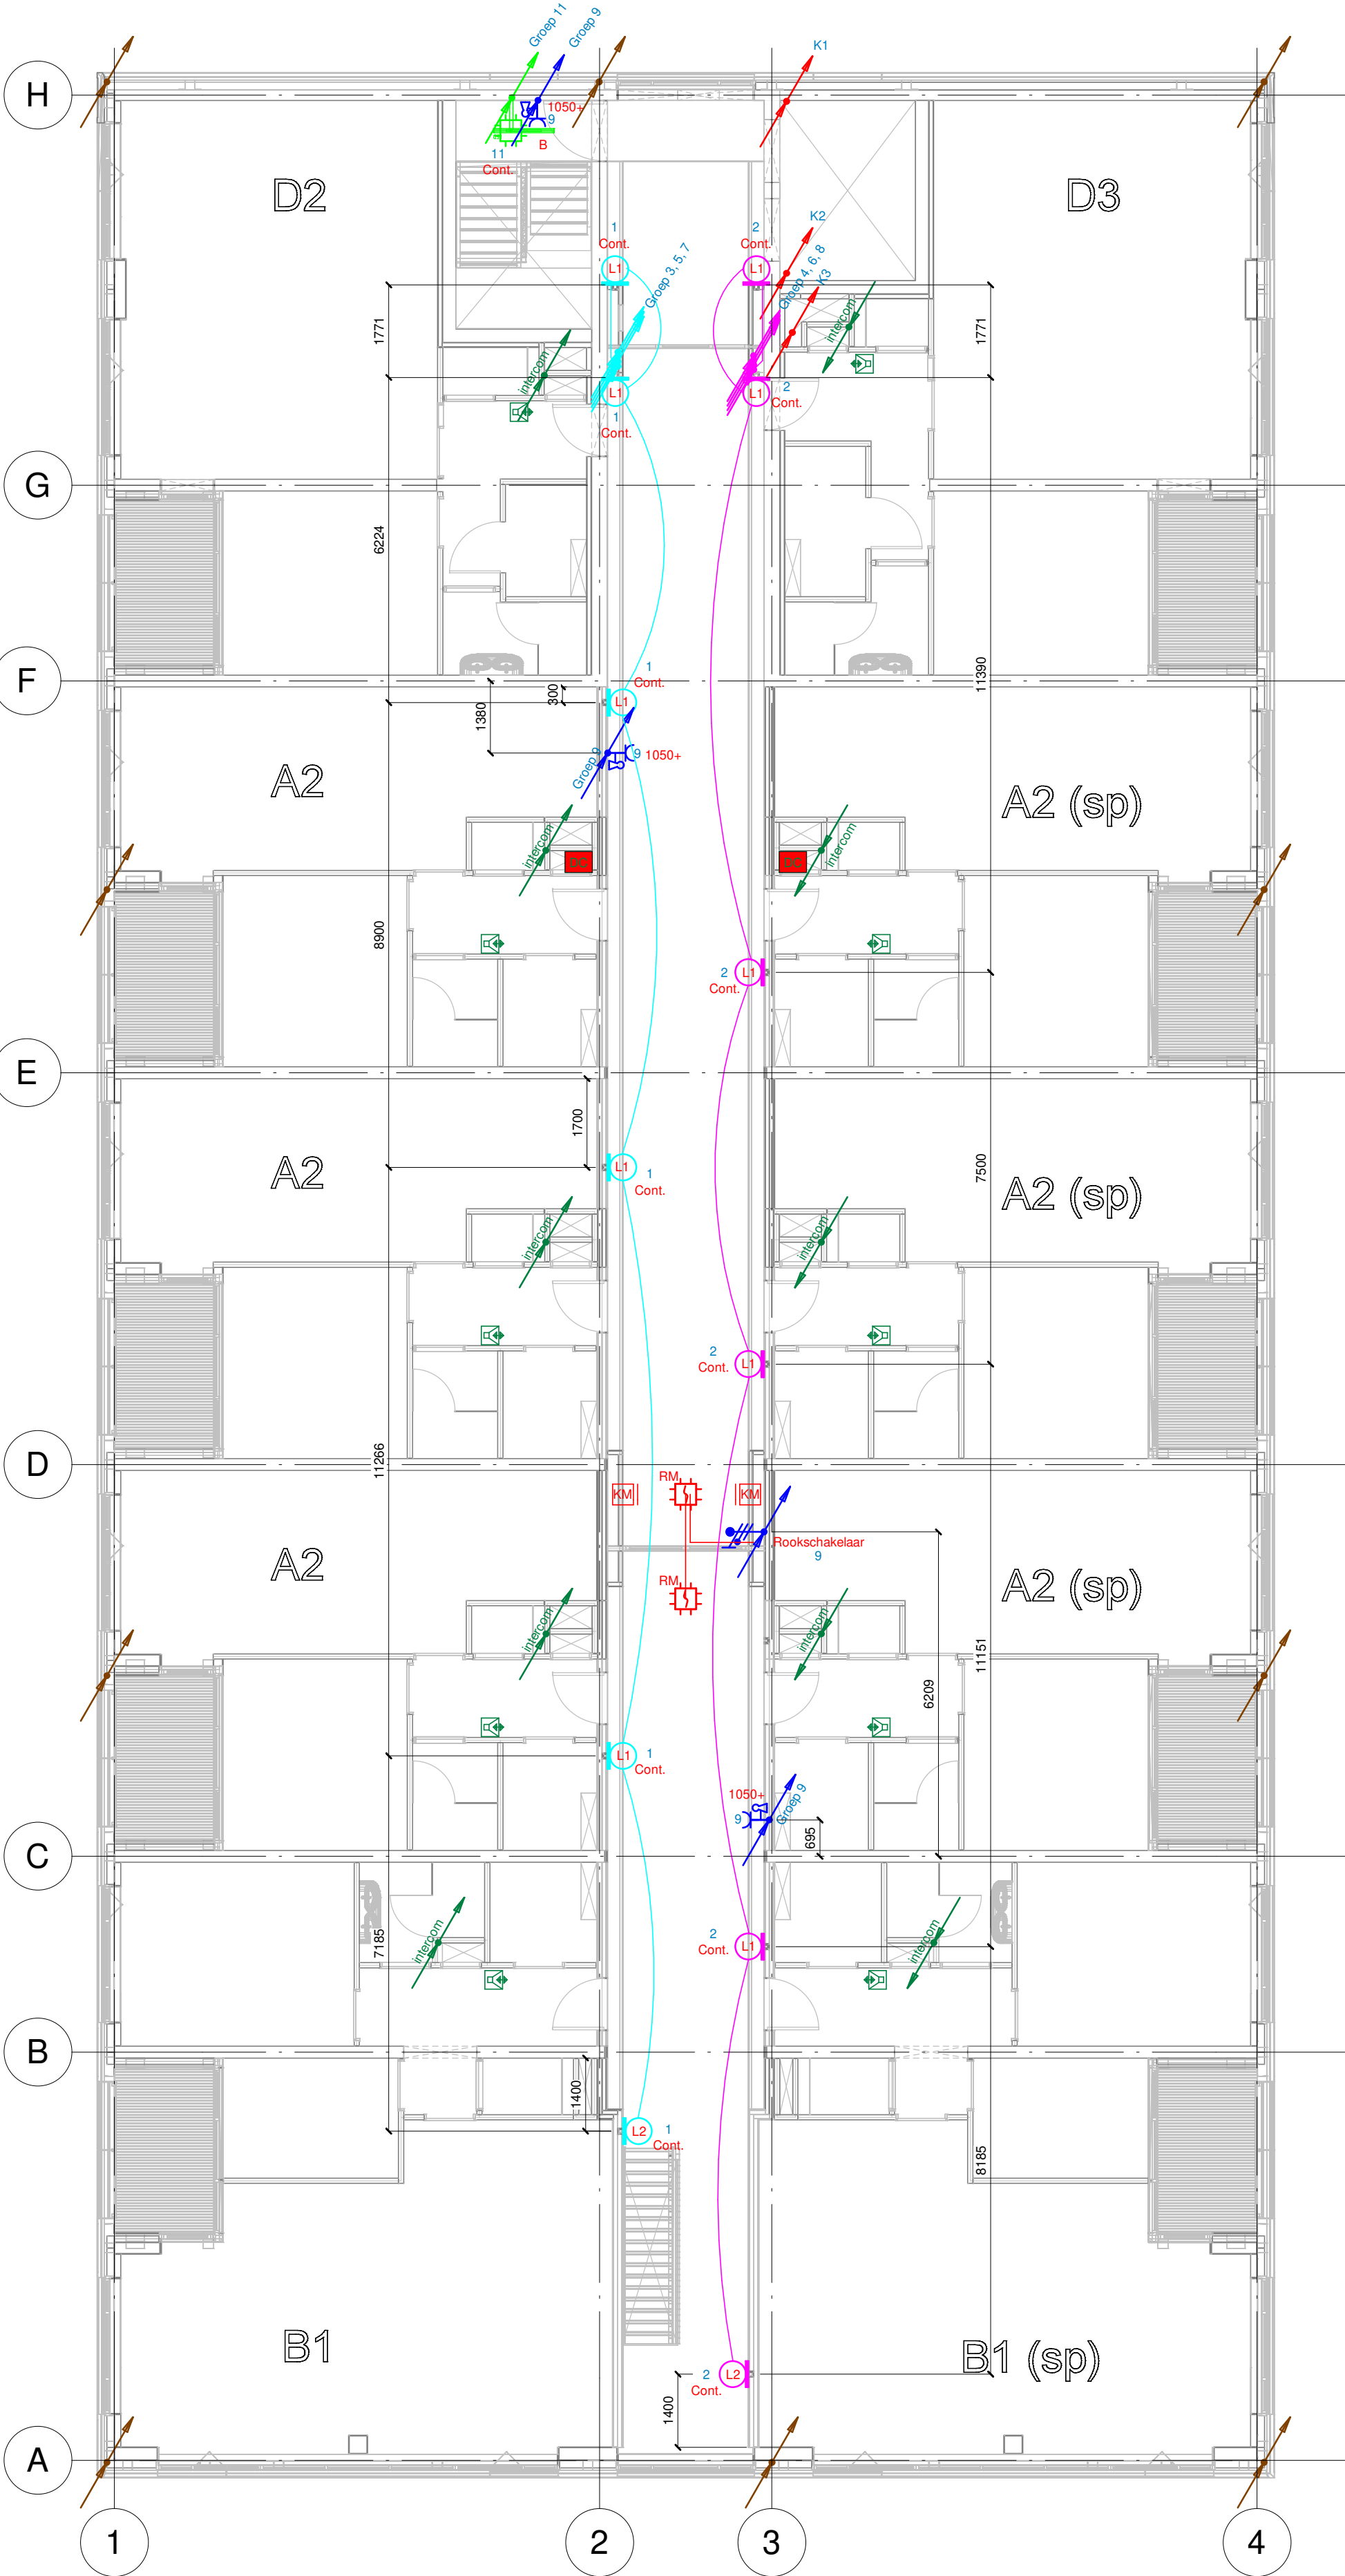 Groep 11
Groep 9
K1
H
1050+
9
B
11
Cont.
D2
D3
K2
1
Cont.
2
Cont.
L1
L1
Groep 3, 5, 7
Groep 4, 6, 8
K3
intercom
1771
1771
intercom
L1
L1
2
Cont.
1
Cont.
G
6224
F
1
Cont.
11390
300
1380
L1
Groep 9
9
1050+
A2
A2 (sp)
intercom
DC
DC
intercom
8900
2
Cont.
L1
E
1700
A2
7500
A2 (sp)
L1
1
Cont.
intercom
intercom
2
Cont.
L1
D
11266
RM
KM
KM
Rookschakelaar
9
A2
A2 (sp)
RM
intercom
intercom
11151
6209
L1
1
Cont.
1050+
9
Groep 9
695
C
7185
intercom
intercom
2
Cont.
L1
B
1400
L2
1
Cont.
8185
B1
B1 (sp)
2
Cont.
L2
1400
A
1
2
3
4